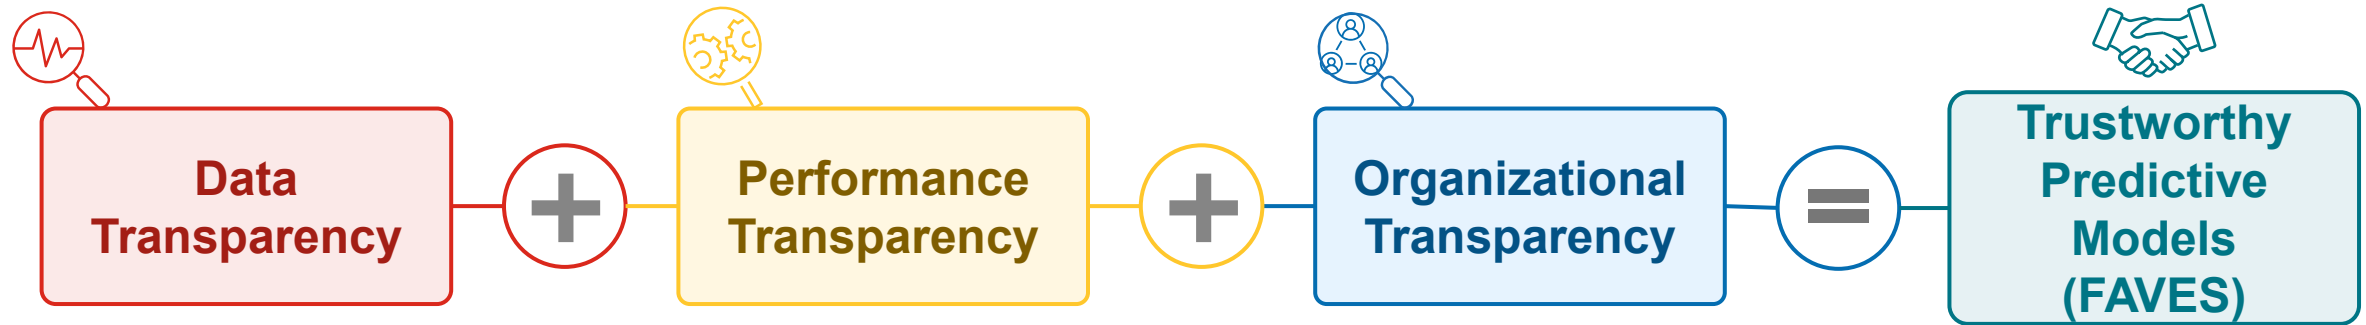 Data
Transparency
+
Performance
Transparency
+
Organizational
Transparency
=
Trustworthy
Predictive
Models
(FAVES)